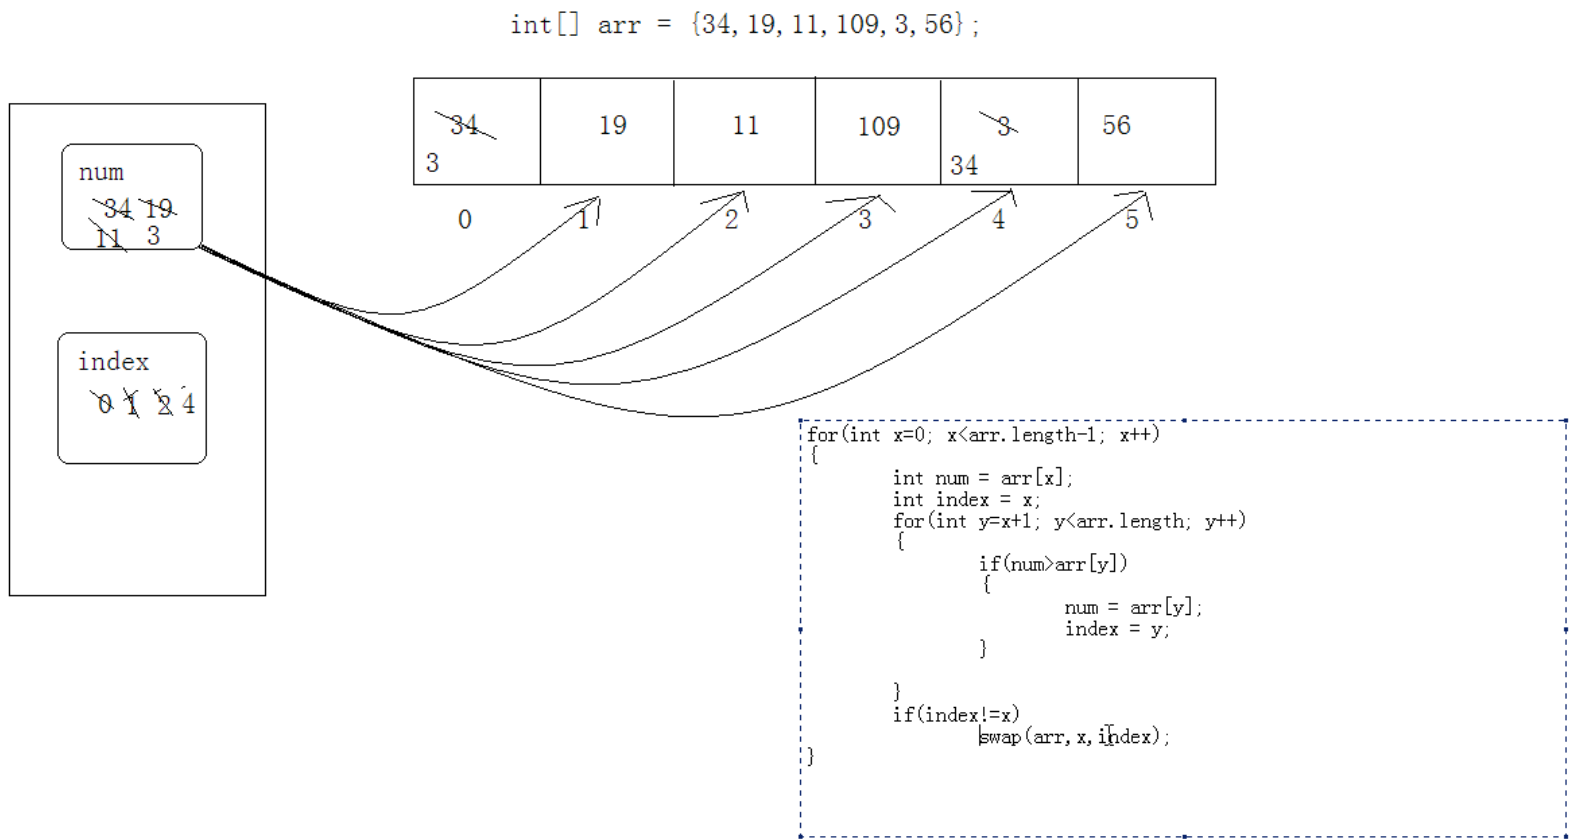 int[] arr = {34,19,11,109,3,56};
34 19 11 109 3 56
3 34
0 1 2 3 4 5
num
34 19
11 3
index
0 1 2 4
for(int x=0; x<arr.length-1; x++)
{
int num = arr[x];
int index = x;
for(int y=x+1; y<arr.length; y++)
{
if(num>arr[y])
{
num = arr[y];
index = y;
}
}
if(index!=x)
swap(arr,x,index);
}